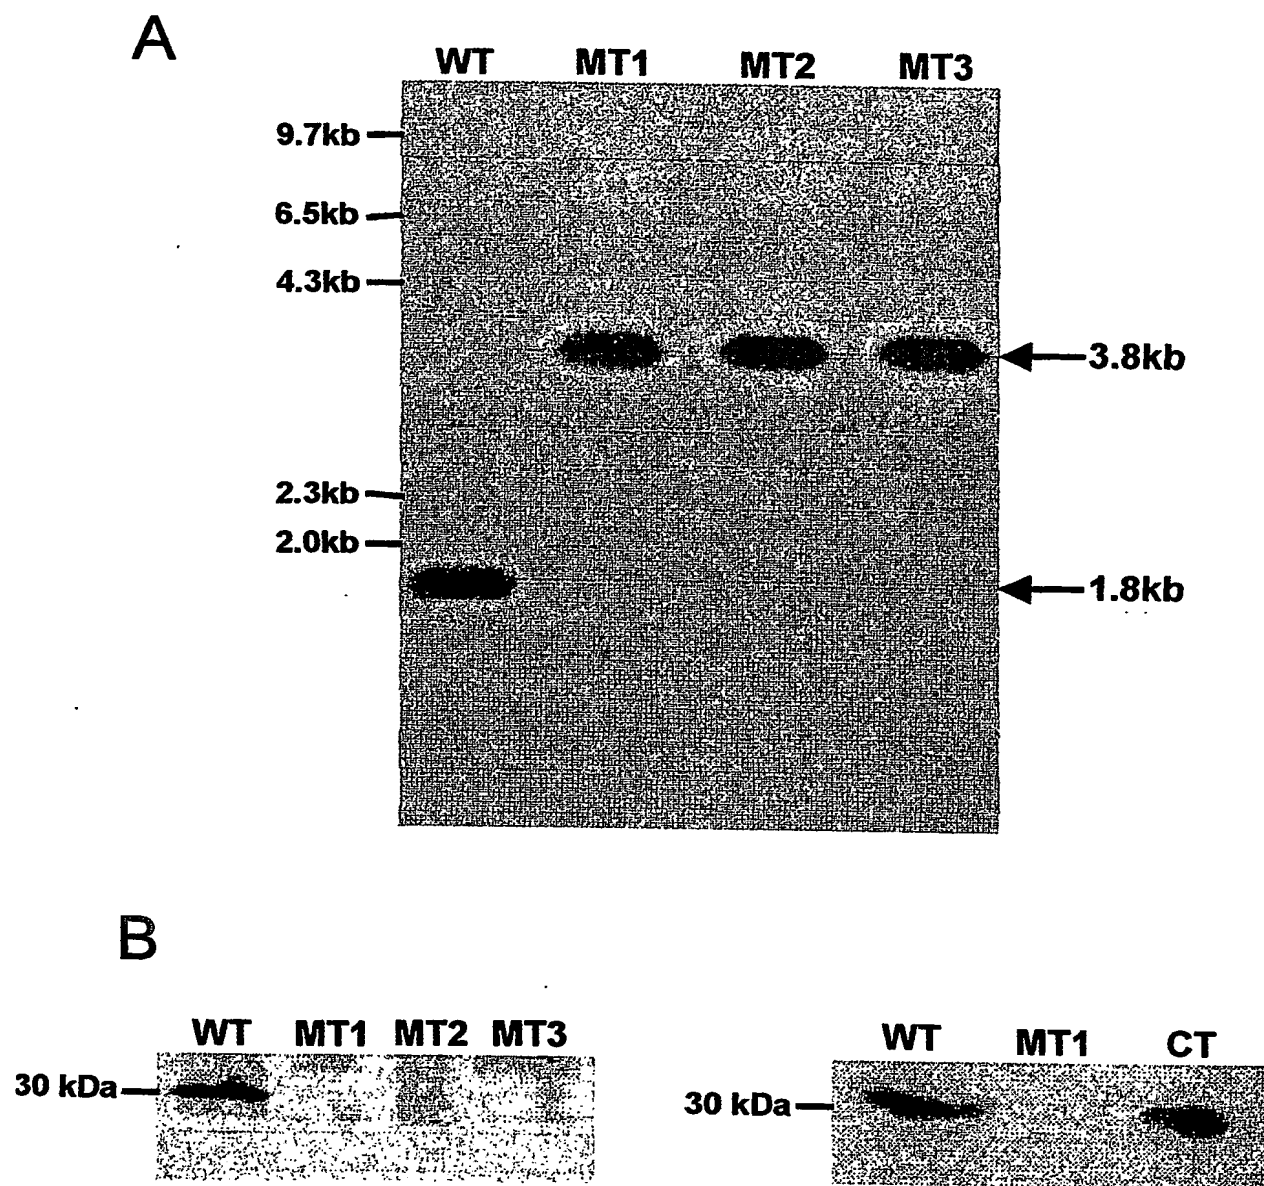 A
WT MT1 MT2 MT3
9.7kb
6.5kb
4.3kb
3.8kb
2.3kb
2.0kb
1.8kb
B
WT MT1 MT2 MT3
30 kDa
WT MT1 CT
30 kDa